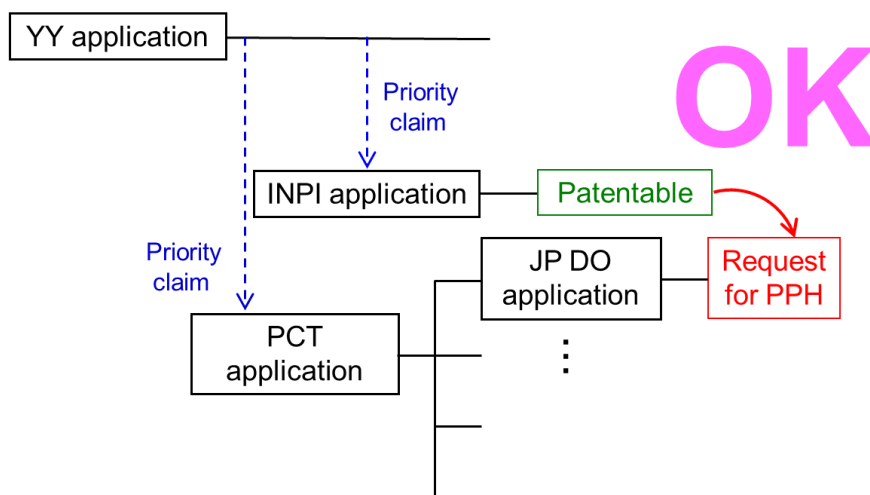 YY application
OK
Priority
claim
INPI application
Patentable
Priority
claim
JP DO
application
Request
for PPH
PCT
application
⋮